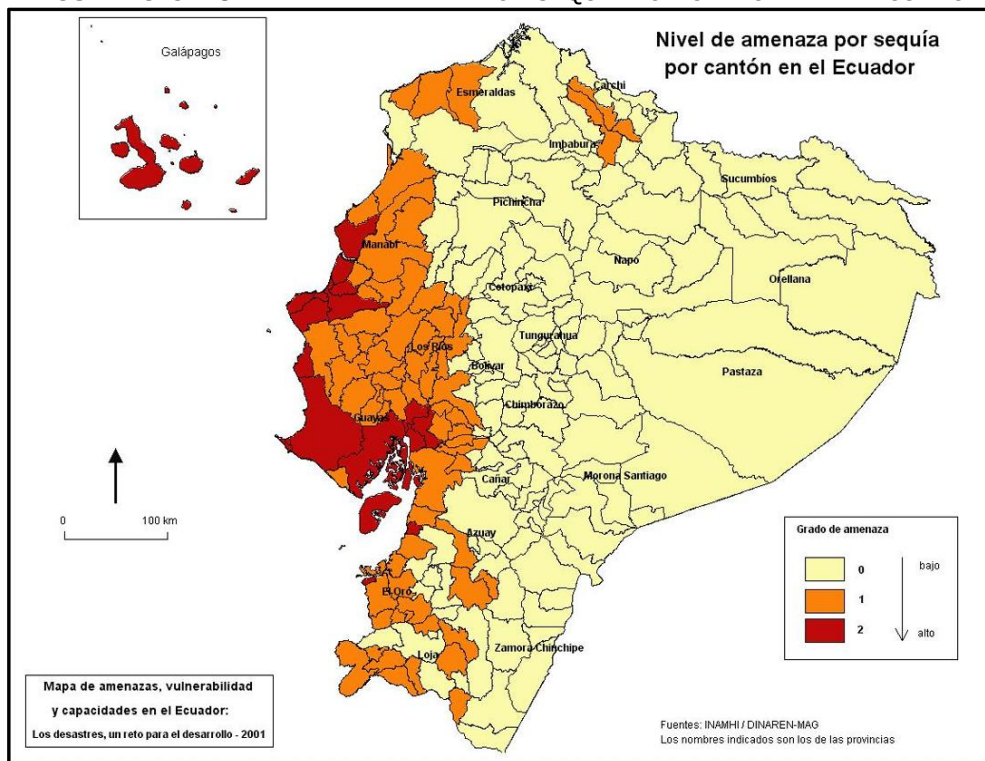 Galápagos
Nivel de amenaza por sequía
por cantón en el Ecuador
Esmeraldas
Carchi
Imbabura
Sucumbíos
Pichincha
Manabí
Napo
Orellana
Cotopaxi
Tungurahua
Los Ríos
Bolívar
Pastaza
Chimborazo
Guayas
Cañar
Morona Santiago
Azuay
El Oro
Zamora Chinchipe
Loja
0
100 km
Grado de amenaza
0
bajo
1
2
alto
Mapa de amenazas, vulnerabilidad
y capacidades en el Ecuador:
Los desastres, un reto para el desarrollo - 2001
Fuentes: INAMHI / DINAREN-MAG
Los nombres indicados son los de las provincias